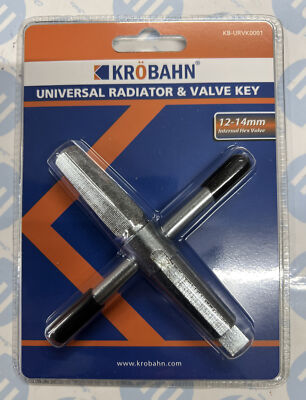 KB-URVK0001
KRÖBAHN®
UNIVERSAL RADIATOR & VALVE KEY
12-14mm
Internal Hex Valve
www.krobahn.com